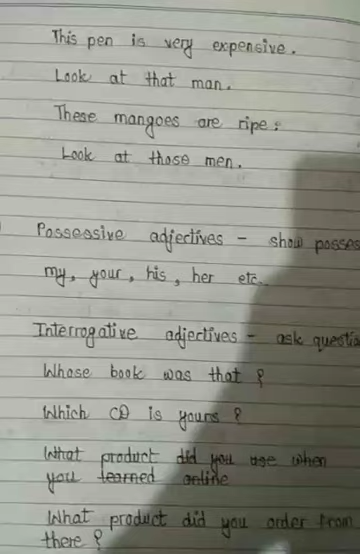 This pen is very expensive.
Look at that man.
These mangoes are ripe:
Look at those men.
Possessive adjectives - show posses
my, your, his, her etc.
Interrogative adjectives - ask questio
Whose book was that ?
Which CD is yours ?
What product did you use when
you learned online
What product did you order from
there ?